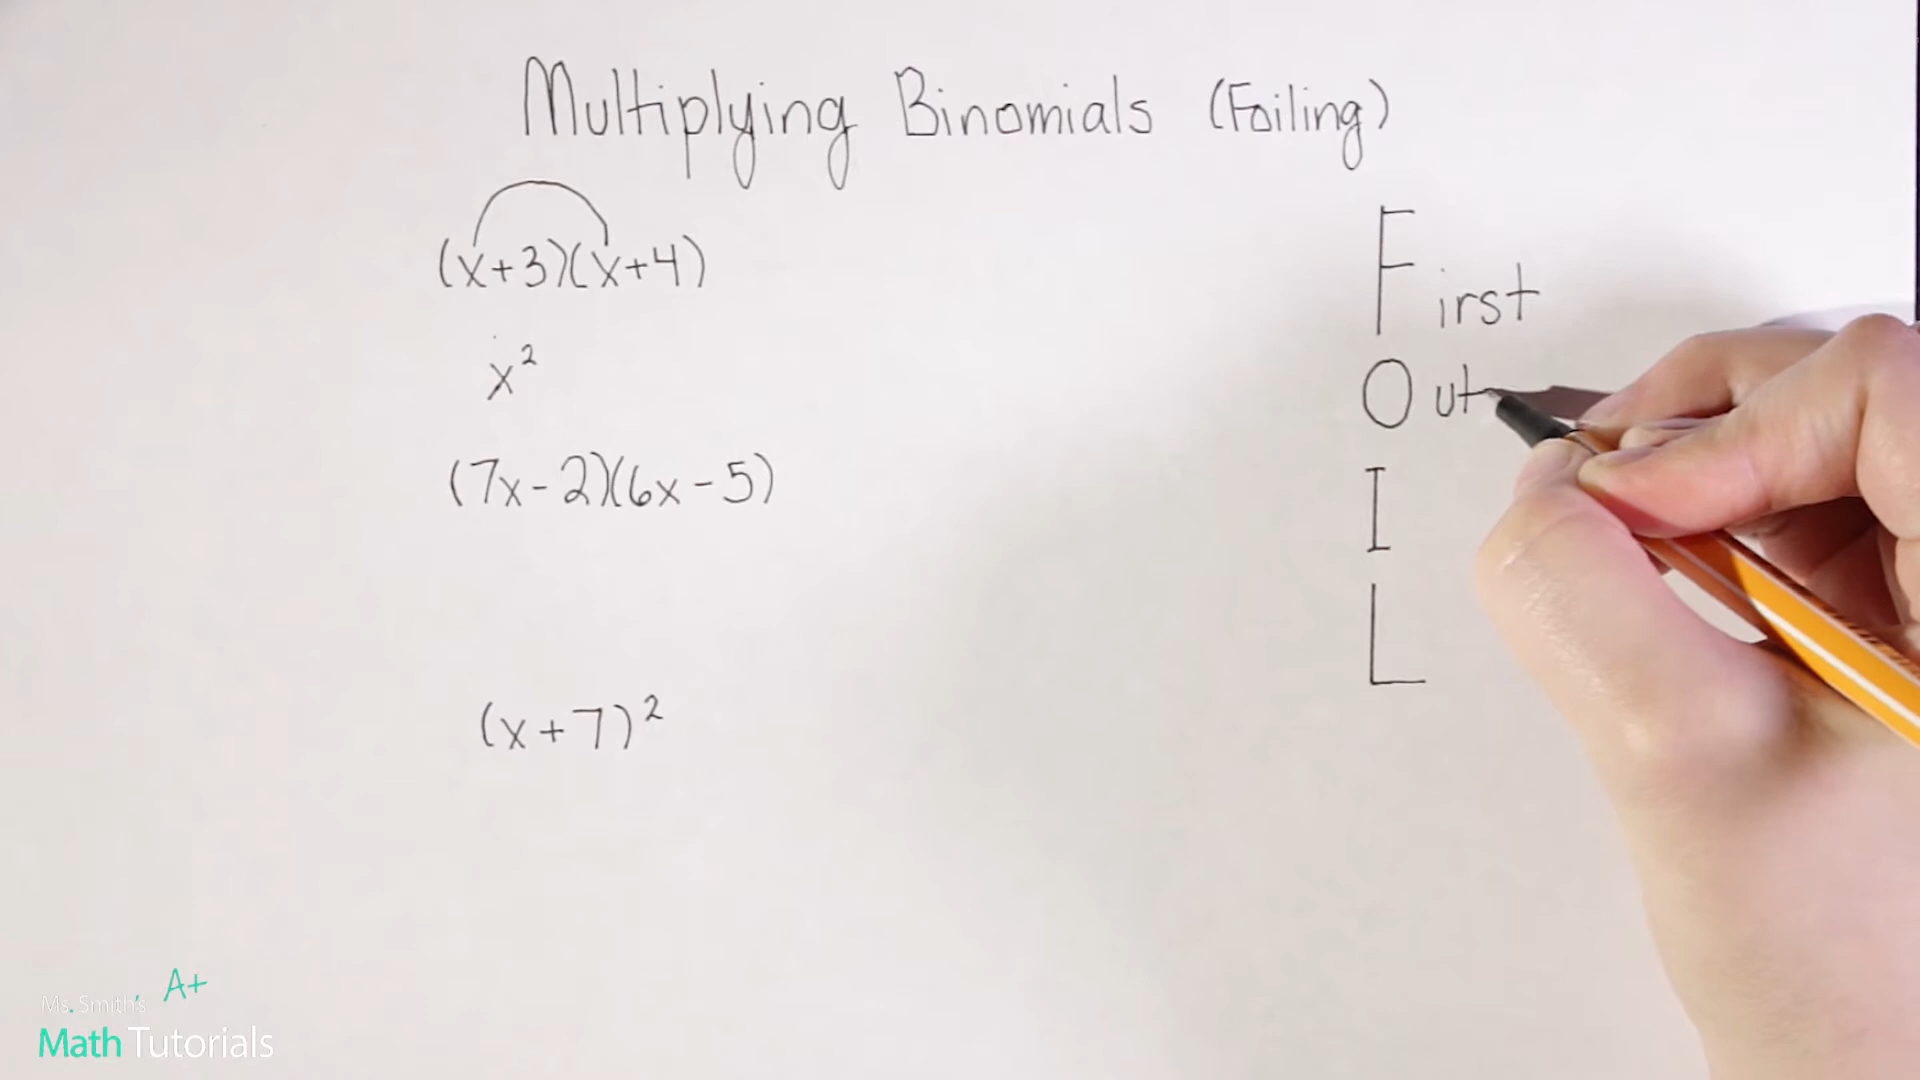 Multiplying Binomials (Foiling)
(x+3)(x+4)
x²
(7x-2)(6x-5)
(x+7)²
First
Out
I
L
A+
Ms. Smith's
Math Tutorials